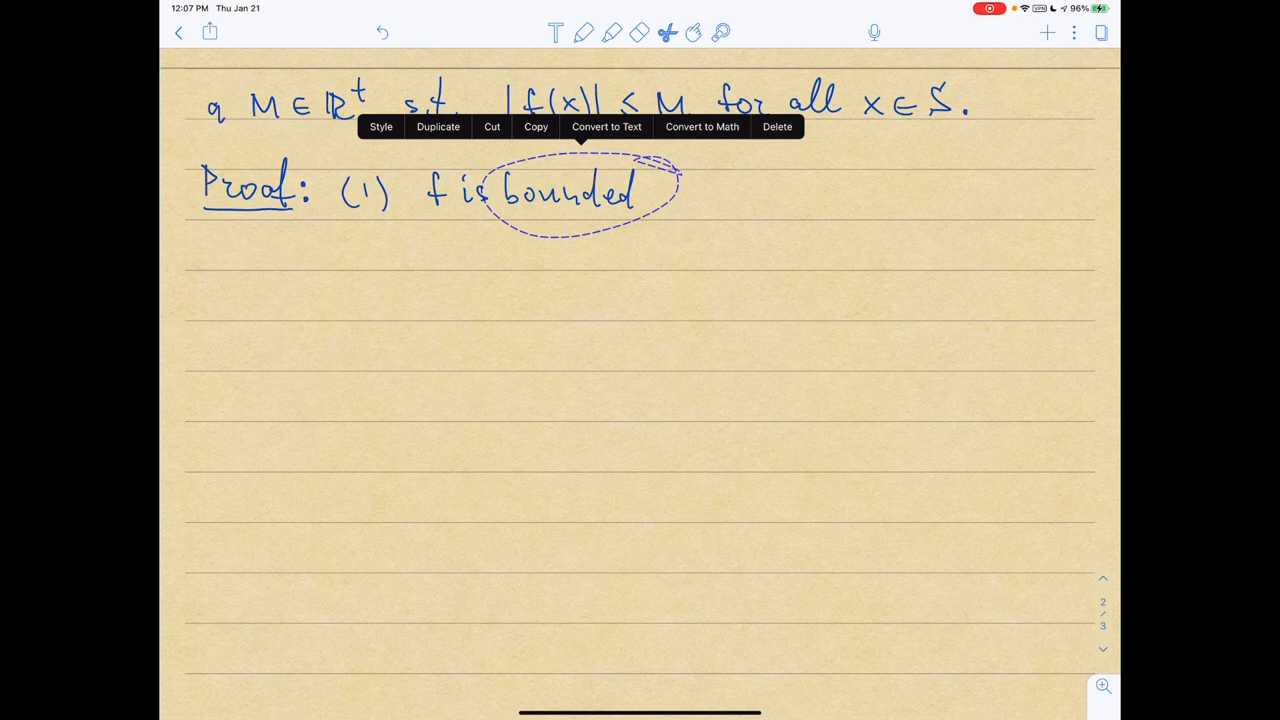 12:07 PM Thu Jan 21
VPN 96%
a M ∈ ℝ⁺ s.t. |f(x)| ≤ M for all x ∈ S.
Style Duplicate Cut Copy Convert to Text Convert to Math Delete
Proof: (1) f is bounded
2
3